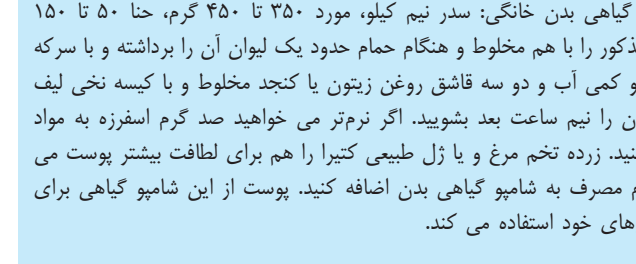 گیاهی بدن خانگی: سدر نیم کیلو، مورد ۳۵۰ تا ۴۵۰ گرم، حنا ۵۰ تا ۱۵۰
ذکور را با هم مخلوط و هنگام حمام حدود یک لیوان آن را برداشته و با سرکه
و کمی آب و دو سه قاشق روغن زیتون یا کنجد مخلوط و با کیسه نخی لیف
ن را نیم ساعت بعد بشویید. اگر نرم‌تر می خواهید صد گرم اسفرزه به مواد
نید. زرده تخم مرغ و یا ژل طبیعی کتیرا را هم برای لطافت بیشتر پوست می
م مصرف به شامپو گیاهی بدن اضافه کنید. پوست از این شامپو گیاهی برای
های خود استفاده می کند.